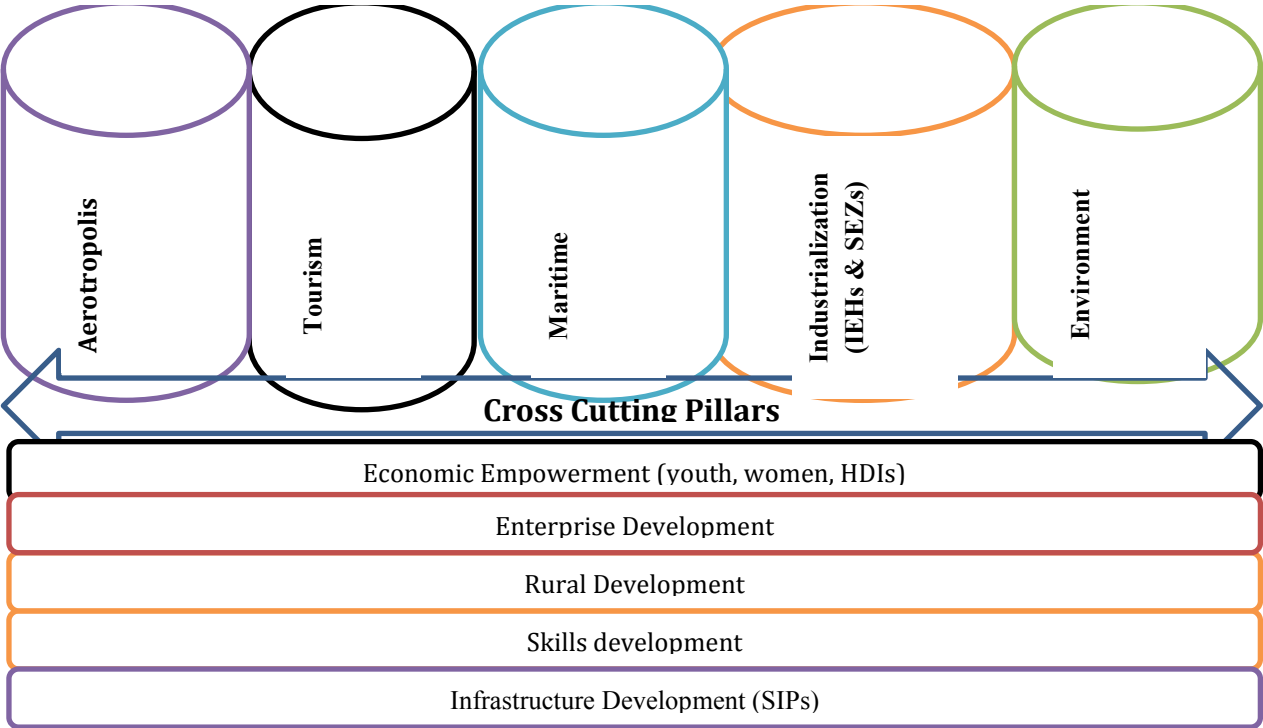 Aerotropolis
Tourism
Maritime
Industrialization
(IEHs & SEZs)
Environment
Cross Cutting Pillars
Economic Empowerment (youth, women, HDIs)
Enterprise Development
Rural Development
Skills development
Infrastructure Development (SIPs)